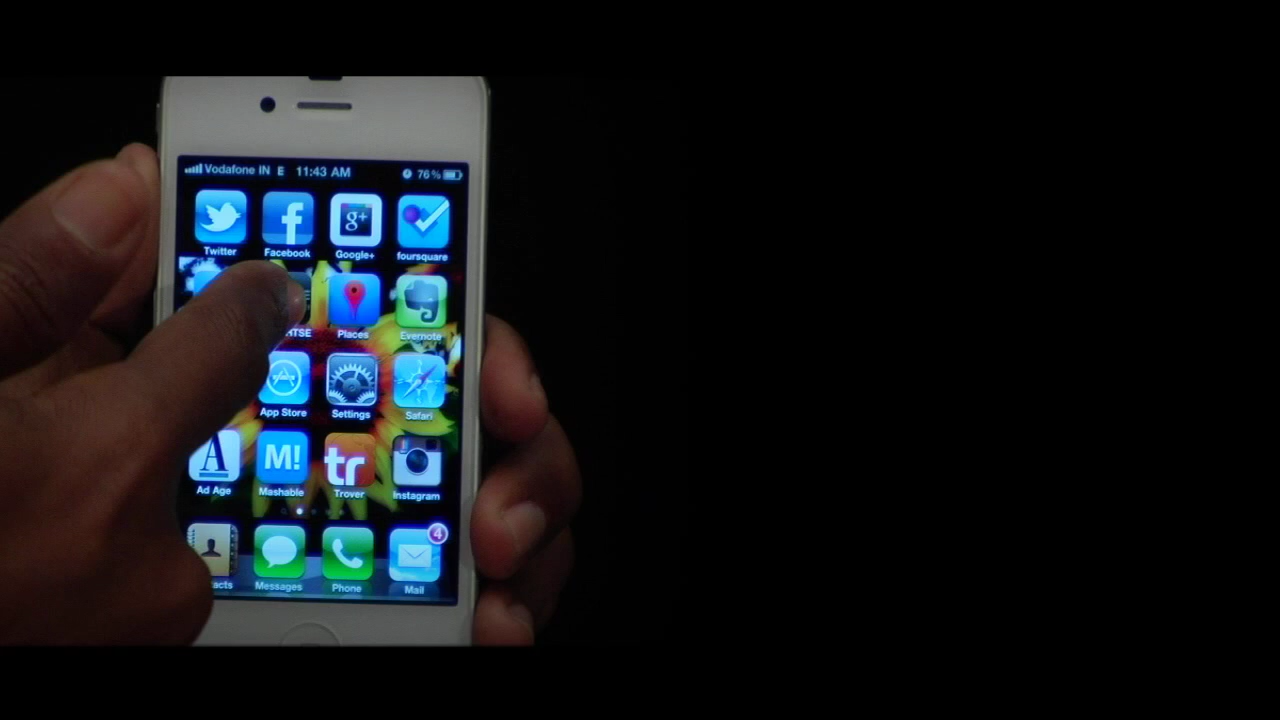 Vodafone IN E 11:43 AM 76%
Twitter Facebook Google+ foursquare
Places Evernote
App Store Settings Safari
Ad Age Mashable Trover Instagram
4
Messages Phone Mail
g+
A M! tr